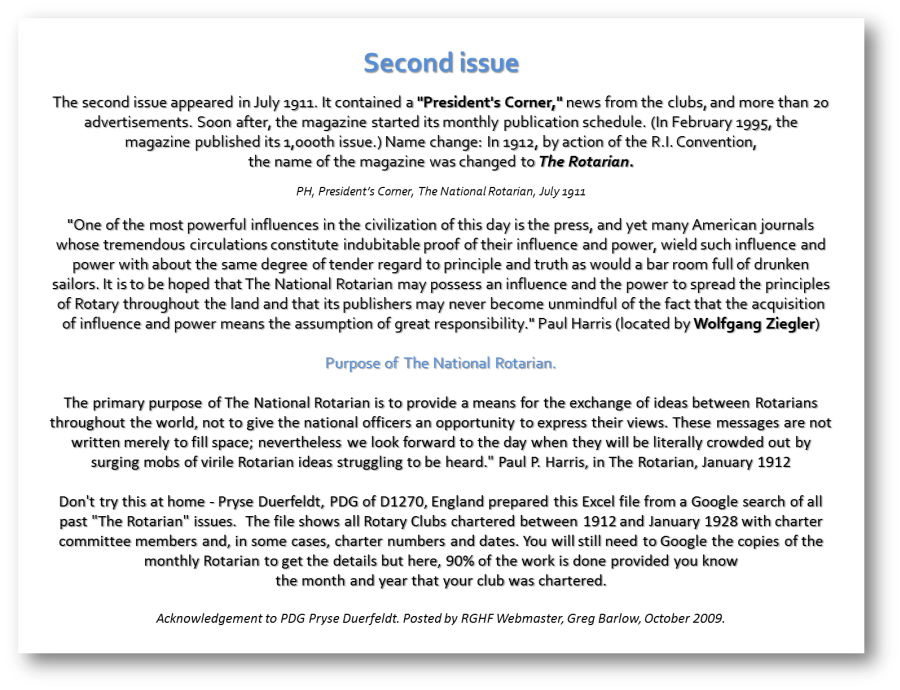 Second issue
The second issue appeared in July 1911. It contained a "President's Corner," news from the clubs, and more than 20
advertisements. Soon after, the magazine started its monthly publication schedule. (In February 1995, the
magazine published its 1,000th issue.) Name change: In 1912, by action of the R.I. Convention,
the name of the magazine was changed to The Rotarian.
PH, President's Corner, The National Rotarian, July 1911
"One of the most powerful influences in the civilization of this day is the press, and yet many American journals
whose tremendous circulations constitute indubitable proof of their influence and power, wield such influence and
power with about the same degree of tender regard to principle and truth as would a bar room full of drunken
sailors. It is to be hoped that The National Rotarian may possess an influence and the power to spread the principles
of Rotary throughout the land and that its publishers may never become unmindful of the fact that the acquisition
of influence and power means the assumption of great responsibility." Paul Harris (located by Wolfgang Ziegler)
Purpose of The National Rotarian.
The primary purpose of The National Rotarian is to provide a means for the exchange of ideas between Rotarians
throughout the world, not to give the national officers an opportunity to express their views. These messages are not
written merely to fill space; nevertheless we look forward to the day when they will be literally crowded out by
surging mobs of virile Rotarian ideas struggling to be heard." Paul P. Harris, in The Rotarian, January 1912
Don't try this at home - Pryse Duerfeldt, PDG of D1270, England prepared this Excel file from a Google search of all
past "The Rotarian" issues.  The file shows all Rotary Clubs chartered between 1912 and January 1928 with charter
committee members and, in some cases, charter numbers and dates. You will still need to Google the copies of the
monthly Rotarian to get the details but here, 90% of the work is done provided you know
the month and year that your club was chartered.
Acknowledgement to PDG Pryse Duerfeldt. Posted by RGHF Webmaster, Greg Barlow, October 2009.